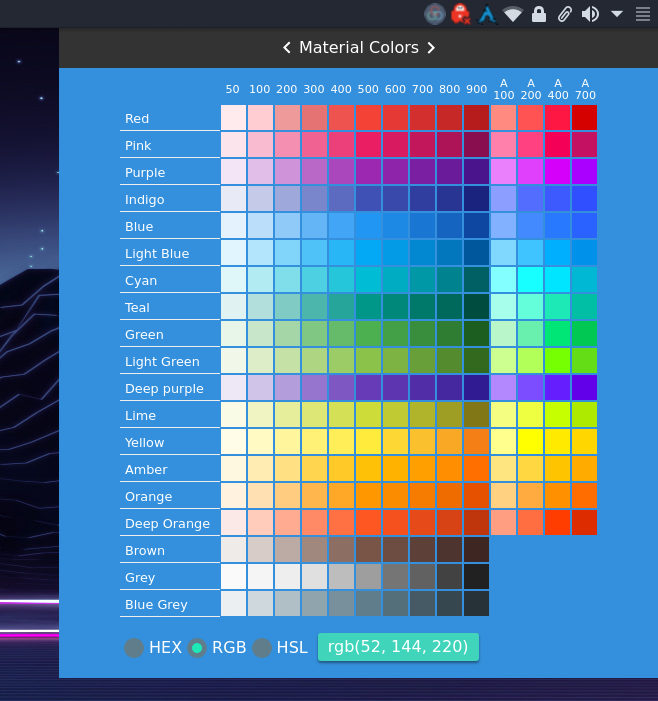 Material Colors
50 100 200 300 400 500 600 700 800 900 A 100 A 200 A 400 A 700
Red
Pink
Purple
Indigo
Blue
Light Blue
Cyan
Teal
Green
Light Green
Deep purple
Lime
Yellow
Amber
Orange
Deep Orange
Brown
Grey
Blue Grey
HEX RGB HSL rgb(52, 144, 220)